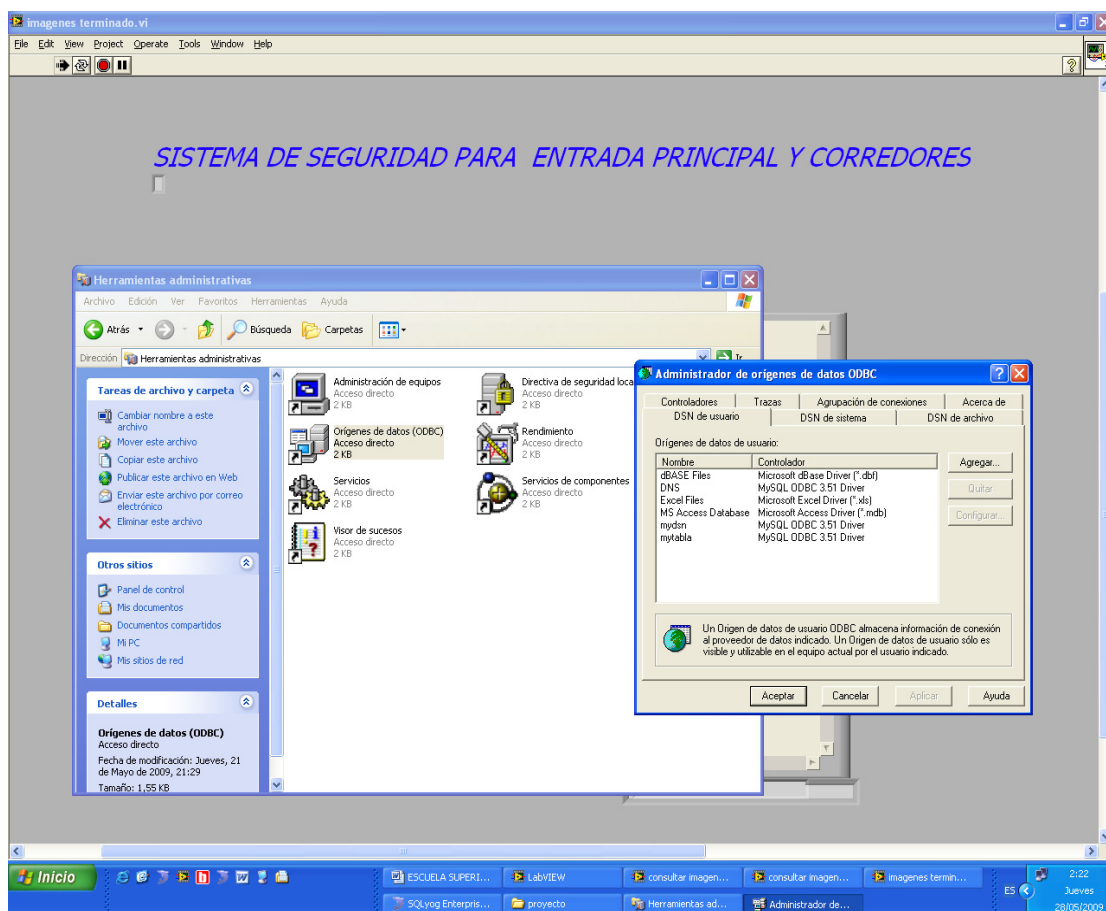 imagenes terminado.vi
File Edit View Project Operate Tools Window Help
SISTEMA DE SEGURIDAD PARA ENTRADA PRINCIPAL Y CORREDORES
Herramientas administrativas
Archivo Edición Ver Favoritos Herramientas Ayuda
Atrás Búsqueda Carpetas
Dirección Herramientas administrativas Ir
Tareas de archivo y carpeta
Cambiar nombre a este
archivo
Mover este archivo
Copiar este archivo
Publicar este archivo en Web
Enviar este archivo por correo
electrónico
Eliminar este archivo
Otros sitios
Panel de control
Mis documentos
Documentos compartidos
Mi PC
Mis sitios de red
Detalles
Orígenes de datos (ODBC)
Acceso directo
Fecha de modificación: Jueves, 21
de Mayo de 2009, 21:29
Tamaño: 1,55 KB
Administración de equipos
Acceso directo
2 KB
Directiva de seguridad loca
Acceso directo
2 KB
Orígenes de datos (ODBC)
Acceso directo
2 KB
Rendimiento
Acceso directo
2 KB
Servicios
Acceso directo
2 KB
Servicios de componentes
Acceso directo
2 KB
Visor de sucesos
Acceso directo
2 KB
Administrador de orígenes de datos ODBC
Controladores Trazas Agrupación de conexiones Acerca de
DSN de usuario DSN de sistema DSN de archivo
Orígenes de datos de usuario:
Nombre Controlador
dBASE Files Microsoft dBase Driver (*.dbf)
DNS MySQL ODBC 3.51 Driver
Excel Files Microsoft Excel Driver (*.xls)
MS Access Database Microsoft Access Driver (*.mdb)
mydsn MySQL ODBC 3.51 Driver
mytabla MySQL ODBC 3.51 Driver
Agregar...
Quitar
Configurar...
Un Origen de datos de usuario ODBC almacena información de conexión
al proveedor de datos indicado. Un Origen de datos de usuario sólo es
visible y utilizable en el equipo actual por el usuario indicado.
Aceptar Cancelar Aplicar Ayuda
Inicio
ESCUELA SUPERI... LabVIEW consultar imagen... consultar imagen... imagenes termin...
SQLyog Enterpris... proyecto Herramientas ad... Administrador de...
ES
2:22
Jueves
28/05/2009